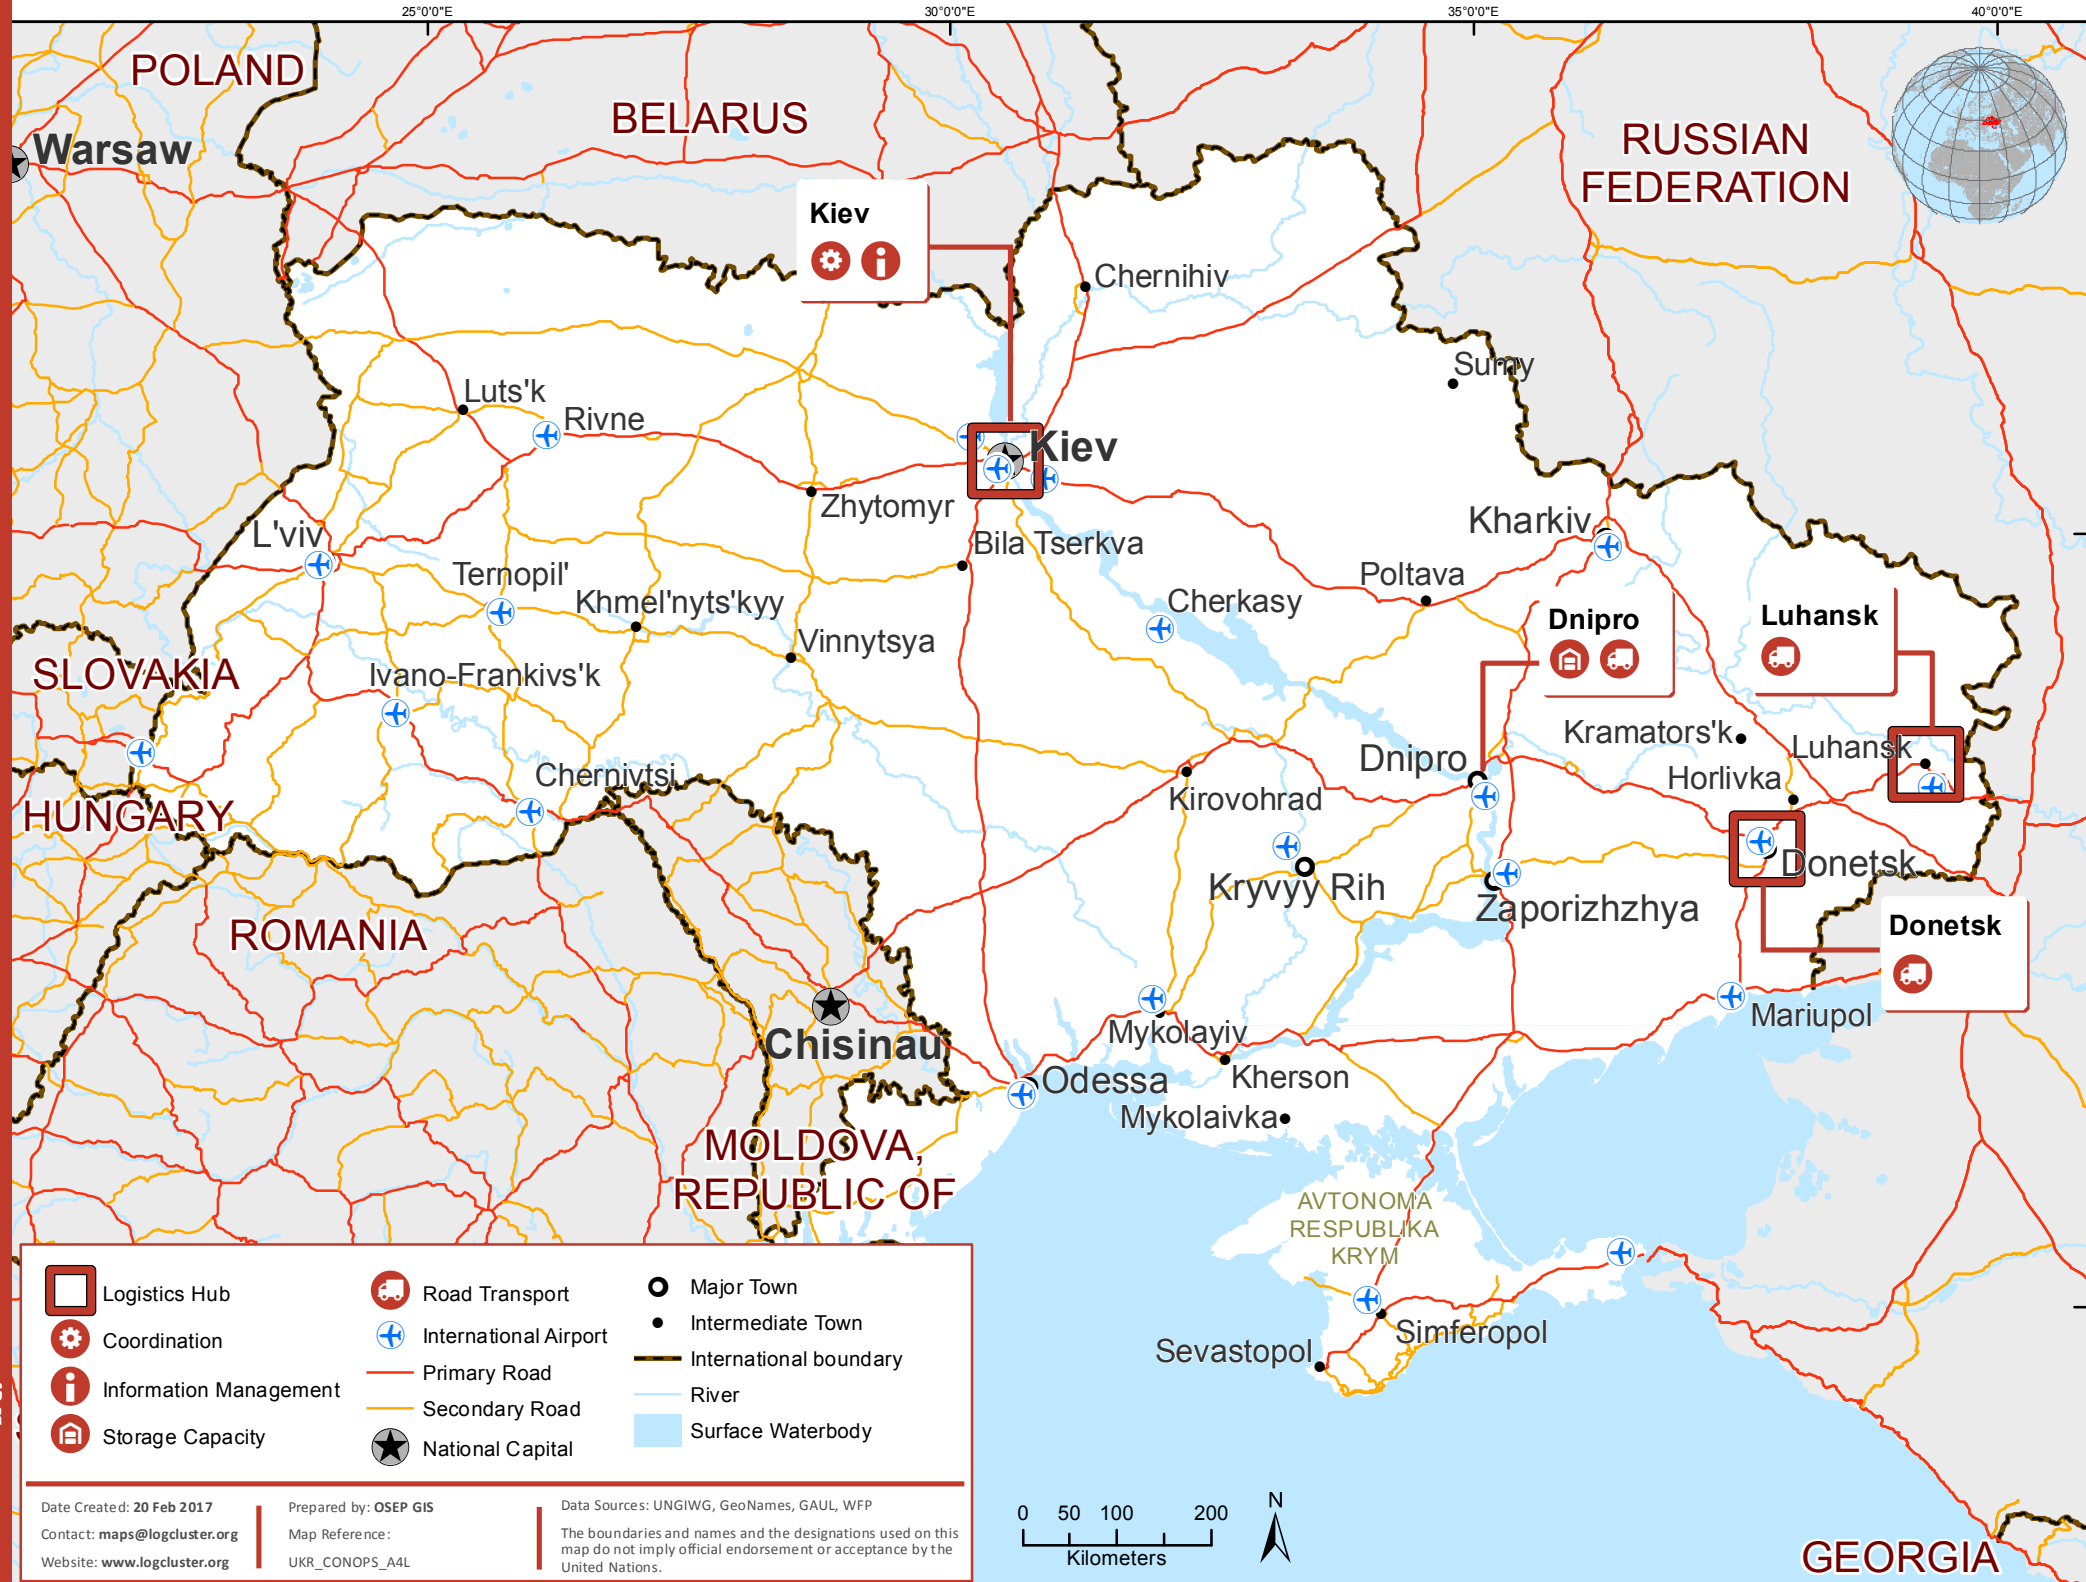 25°0'0"E
30°0'0"E
35°0'0"E
40°0'0"E
POLAND
BELARUS
RUSSIAN
FEDERATION
Warsaw
Kiev
Chernihiv
Sumy
Luts'k
Rivne
Kiev
Zhytomyr
Kharkiv
L'viv
Bila Tserkva
Ternopil'
Poltava
Khmel'nyts'kyy
Cherkasy
Dnipro
Luhansk
Vinnytsya
SLOVAKIA
Ivano-Frankivs'k
Kramators'k
Luhansk
Dnipro
Horlivka
Chernivtsi
Kirovohrad
HUNGARY
Donetsk
Kryvyy Rih
Zaporizhzhya
ROMANIA
Donetsk
Mariupol
Mykolayiv
Chisinau
Odessa
Kherson
Mykolaivka
MOLDOVA,
REPUBLIC OF
AVTONOMA
RESPUBLIKA
KRYM
Simferopol
Sevastopol
GEORGIA
Logistics Hub
Coordination
Information Management
Storage Capacity
Road Transport
International Airport
Primary Road
Secondary Road
National Capital
Major Town
Intermediate Town
International boundary
River
Surface Waterbody
Date Created: 20 Feb 2017
Contact: maps@logcluster.org
Website: www.logcluster.org
Prepared by: OSEP GIS
Map Reference:
UKR_CONOPS_A4L
Data Sources: UNGIWG, GeoNames, GAUL, WFP
The boundaries and names and the designations used on this
map do not imply official endorsement or acceptance by the
United Nations.
0 50 100 200
Kilometers
N